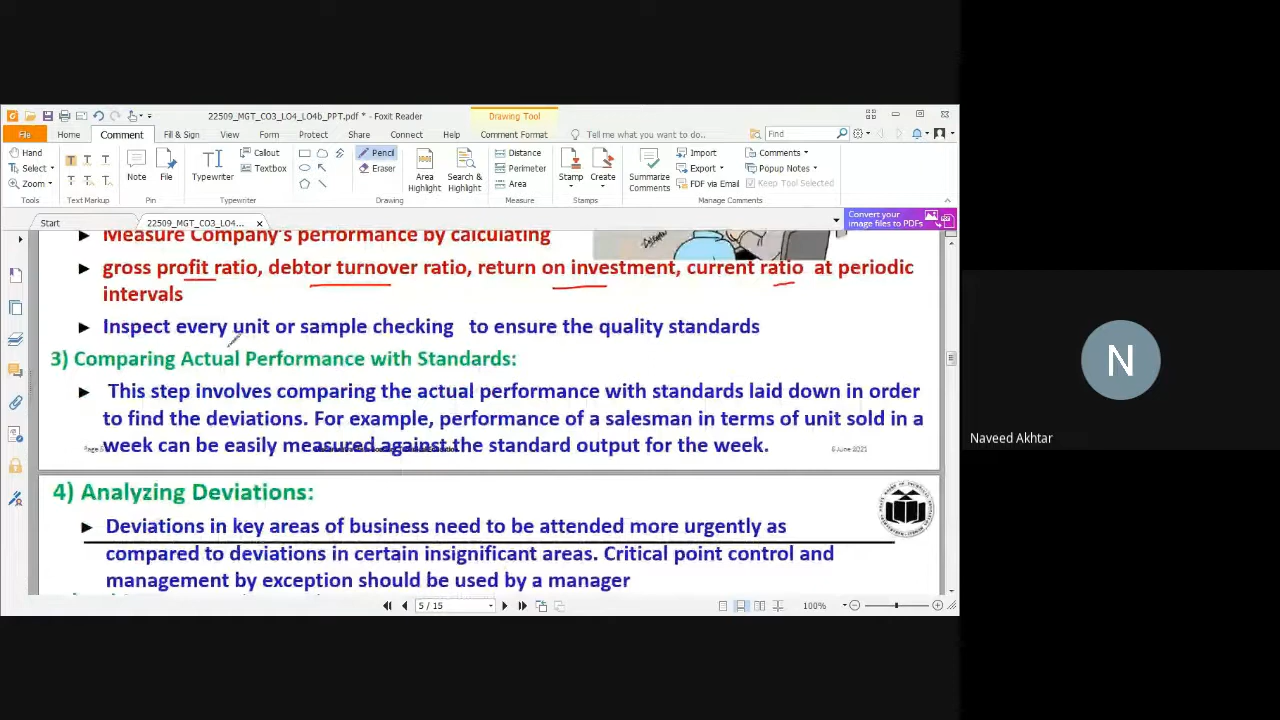 22509_MGT_CO3_LO4_LO4b_PPT.pdf * - Foxit Reader
Drawing Tool
File Home Comment Fill & Sign View Form Protect Share Connect Help Comment Format Tell me what you want to do.. Find
Hand
Select
Zoom
Tools
T T T
T T T
Text Markup
Note
File
Pin
Typewriter
Callout
Textbox
Typewriter
Pencil
Eraser
Area Highlight
Search & Highlight
Drawing
Distance
Perimeter
Area
Measure
Stamp
Create
Stamps
Summarize Comments
Import
Export
FDF via Email
Comments
Popup Notes
Keep Tool Selected
Manage Comments
Start
22509_MGT_CO3_LO4...
Convert your image files to PDFs
Measure Company's performance by calculating
gross profit ratio, debtor turnover ratio, return on investment, current ratio at periodic
intervals
Inspect every unit or sample checking to ensure the quality standards
3) Comparing Actual Performance with Standards:
This step involves comparing the actual performance with standards laid down in order
to find the deviations. For example, performance of a salesman in terms of unit sold in a
week can be easily measured against the standard output for the week.
4) Analyzing Deviations:
Deviations in key areas of business need to be attended more urgently as
compared to deviations in certain insignificant areas. Critical point control and
management by exception should be used by a manager
5 / 15
100%
N
Naveed Akhtar